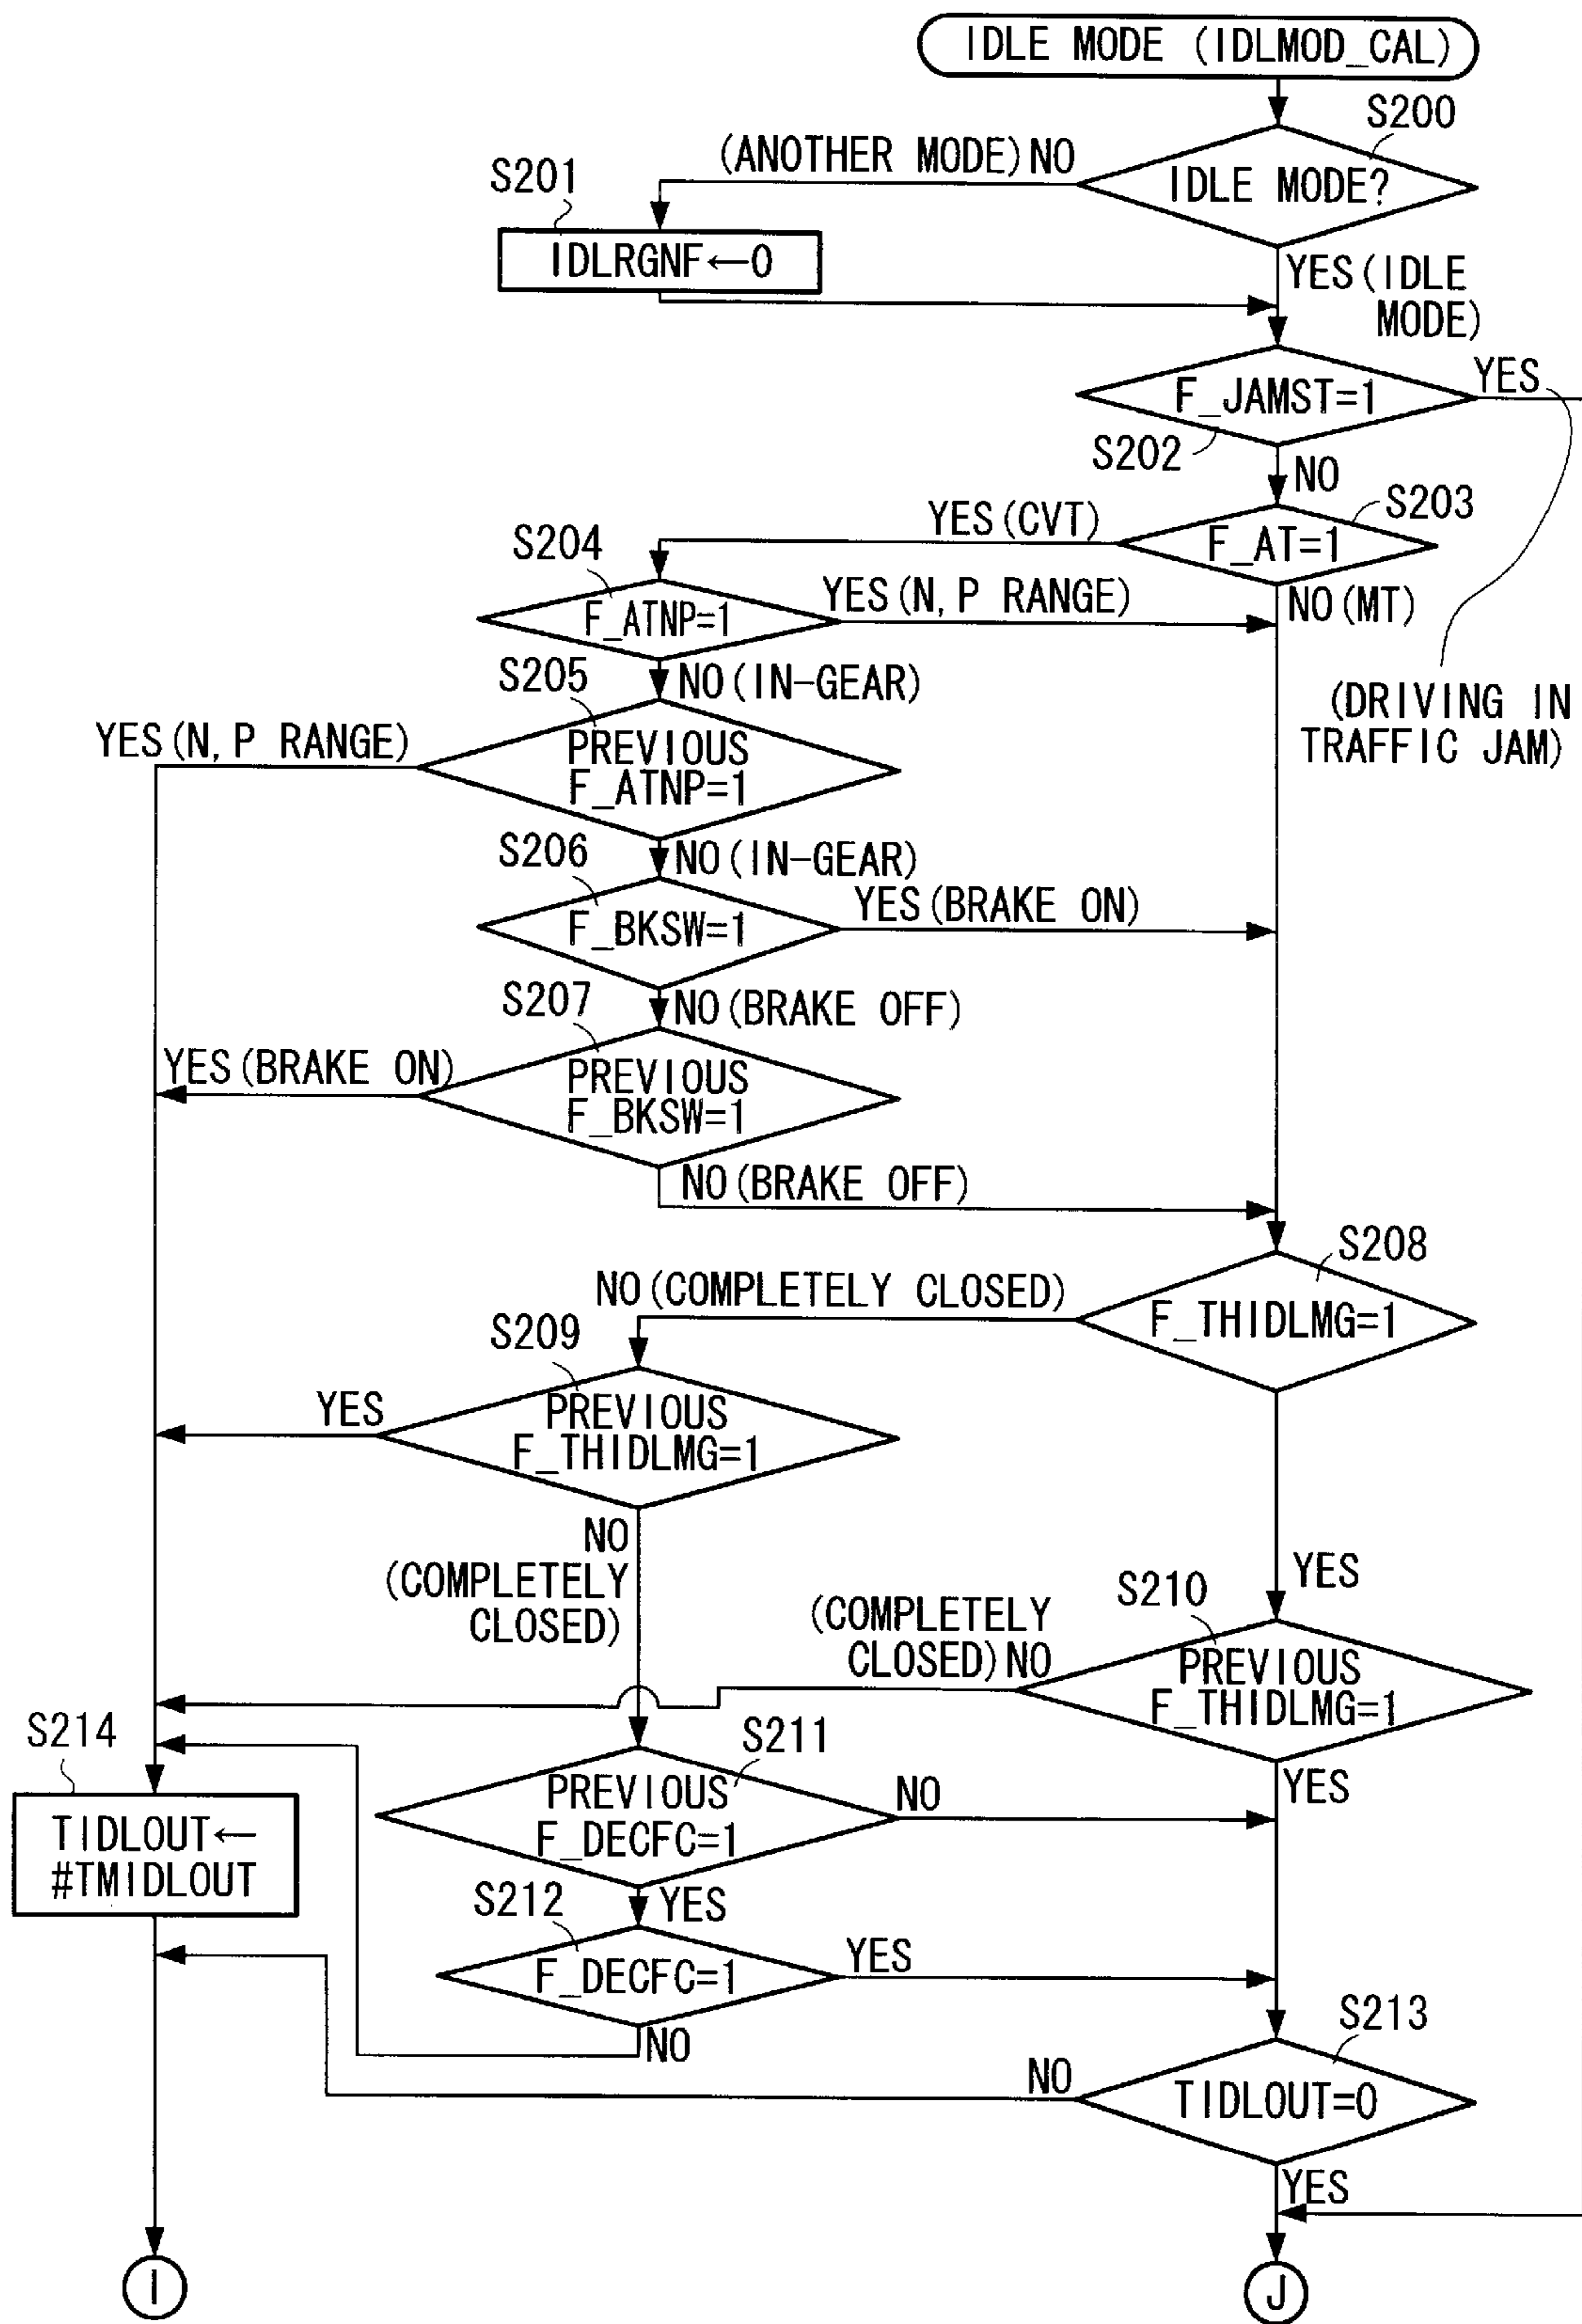 IDLE MODE (IDLMOD_CAL)
S200
(ANOTHER MODE) NO
IDLE MODE?
S201
IDLRGNF←0
YES (IDLE
MODE)
F_JAMST=1
YES
S202
NO
S203
YES (CVT)
F_AT=1
S204
F_ATNP=1
YES (N, P RANGE)
NO (MT)
S205
NO (IN-GEAR)
(DRIVING IN
TRAFFIC JAM)
YES (N, P RANGE)
PREVIOUS
F_ATNP=1
S206
NO (IN-GEAR)
F_BKSW=1
YES (BRAKE ON)
S207
NO (BRAKE OFF)
YES (BRAKE ON)
PREVIOUS
F_BKSW=1
NO (BRAKE OFF)
S208
NO (COMPLETELY CLOSED)
F_THIDLMG=1
S209
YES
PREVIOUS
F_THIDLMG=1
NO
(COMPLETELY
CLOSED)
YES
S210
(COMPLETELY
CLOSED) NO
PREVIOUS
F_THIDLMG=1
S214
TIDLOUT←
#TMIDLOUT
S211
PREVIOUS
F_DECFC=1
NO
YES
S212
YES
F_DECFC=1
YES
NO
S213
NO
TIDLOUT=0
YES
I
J